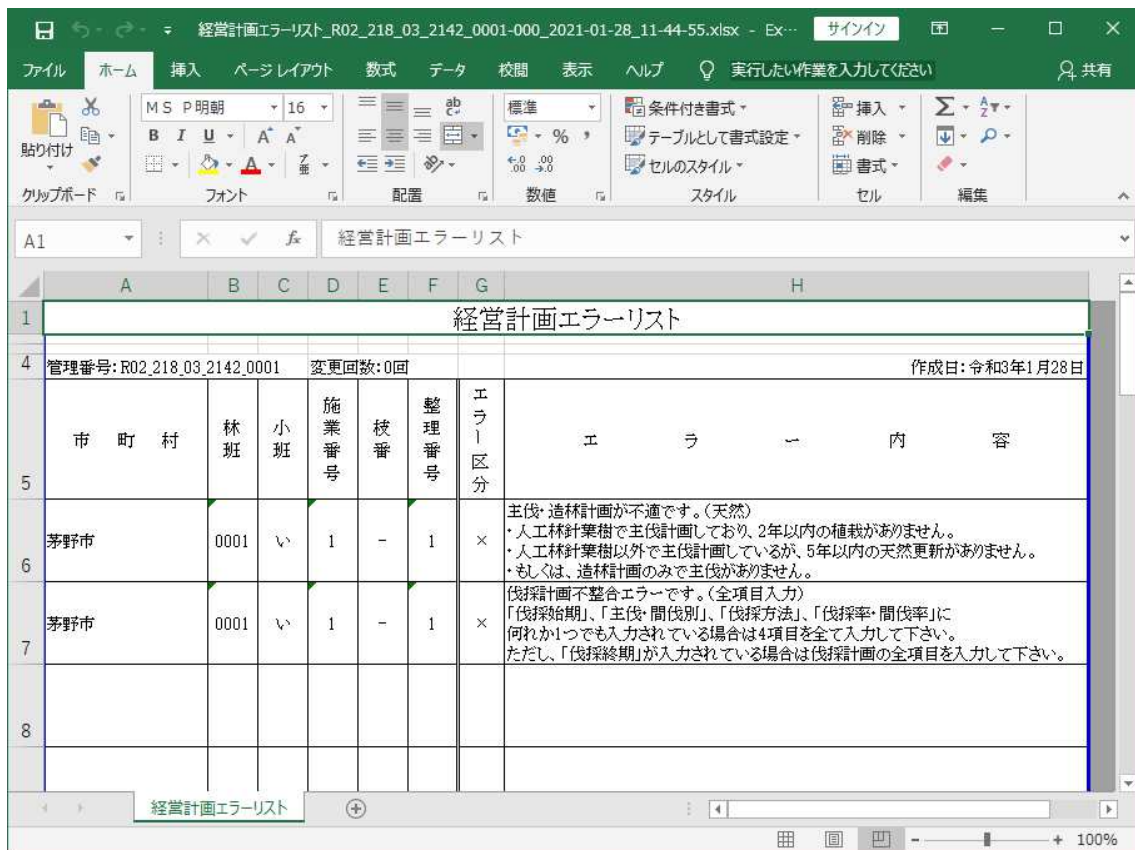 経営計画エラーリスト_R02_218_03_2142_0001-000_2021-01-28_11-44-55.xlsx - Ex… サインイン
ファイル ホーム 挿入 ページ レイアウト 数式 データ 校閲 表示 ヘルプ 実行したい作業を入力してください 共有
貼り付け
MS P明朝 16
B I U A A
A 亜
ab
標準
% ,
条件付き書式
テーブルとして書式設定
セルのスタイル
挿入
削除
書式
クリップボード フォント 配置 数値 スタイル セル 編集
A1 fx 経営計画エラーリスト
A B C D E F G H
1 経営計画エラーリスト
4 管理番号:R02_218_03_2142_0001 変更回数:0回 作成日:令和3年1月28日
5 市町村 林班 小班 施業番号 枝番 整理番号 エラー区分 エラー内容
6 茅野市 0001 い 1 - 1 ×
主伐・造林計画が不適です。(天然)
・人工林針葉樹で主伐計画しており、2年以内の植栽がありません。
・人工林針葉樹以外で主伐計画しているが、5年以内の天然更新がありません。
・もしくは、造林計画のみで主伐がありません。
7 茅野市 0001 い 1 - 1 ×
伐採計画不整合エラーです。(全項目入力)
「伐採始期」、「主伐・間伐別」、「伐採方法」、「伐採率・間伐率」に
何れか1つでも入力されている場合は4項目を全て入力して下さい。
ただし、「伐採終期」が入力されている場合は伐採計画の全項目を入力して下さい。
8
経営計画エラーリスト
100%